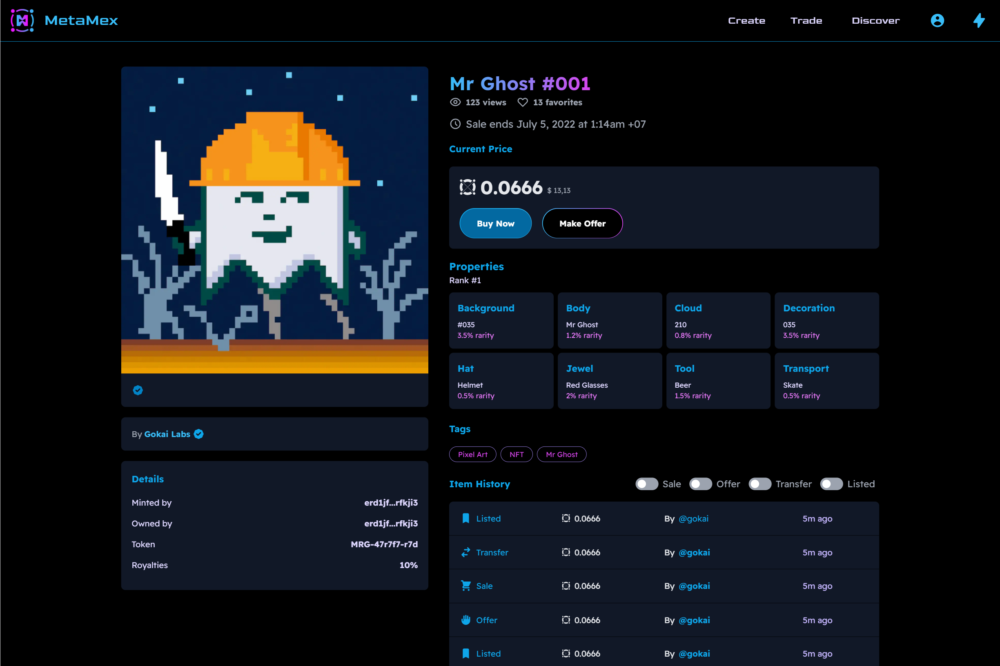 MetaMex
Create Trade Discover
Mr Ghost #001
123 views 13 favorites
Sale ends July 5, 2022 at 1:14am +07
Current Price
0.0666 $ 13,13
Buy Now Make Offer
Properties
Rank #1
Background
#035
3.5% rarity
Body
Mr Ghost
1.2% rarity
Cloud
210
0.8% rarity
Decoration
035
3.5% rarity
Hat
Helmet
0.5% rarity
Jewel
Red Glasses
2% rarity
Tool
Beer
1.5% rarity
Transport
Skate
0.5% rarity
By Gokai Labs
Details
Minted by erd1jf...rfkji3
Owned by erd1jf...rfkji3
Token MRG-47r7f7-r7d
Royalties 10%
Tags
Pixel Art NFT Mr Ghost
Item History Sale Offer Transfer Listed
Listed 0.0666 By @gokai 5m ago
Transfer 0.0666 By @gokai 5m ago
Sale 0.0666 By @gokai 5m ago
Offer 0.0666 By @gokai 5m ago
Listed 0.0666 By @gokai 5m ago